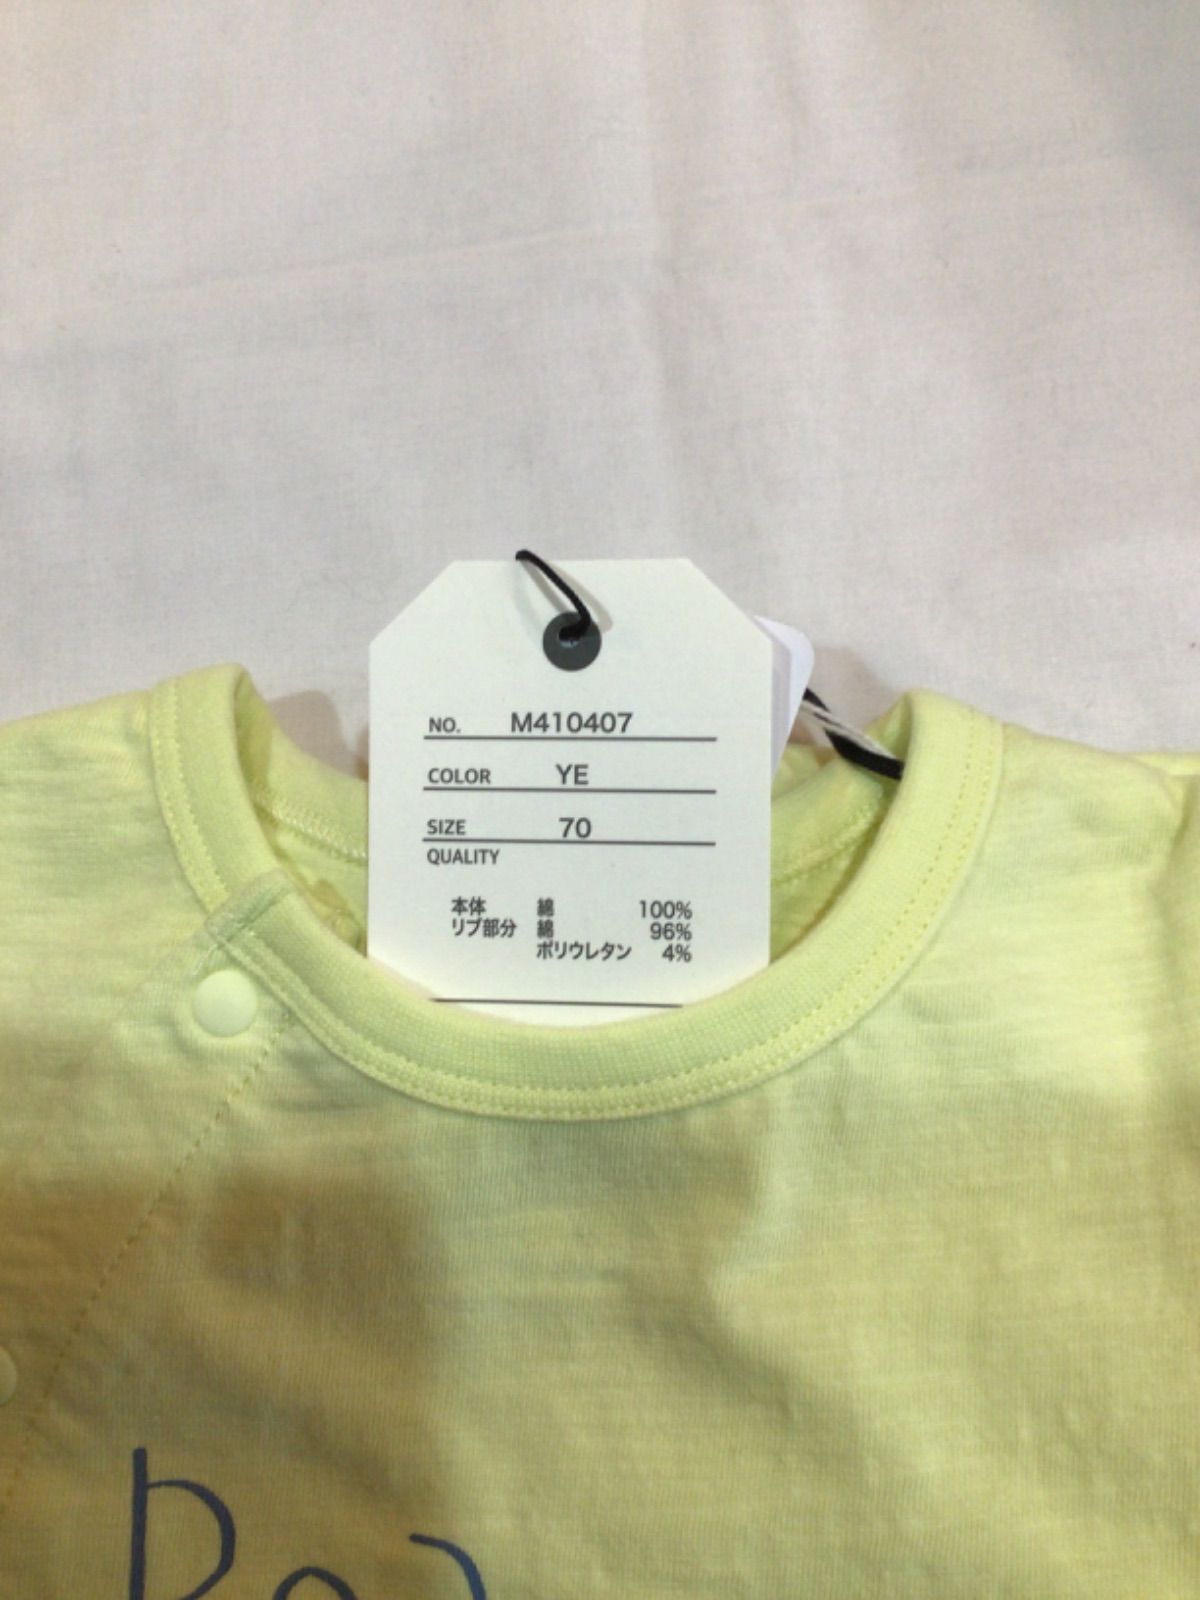 NO. M410407
COLOR YE
SIZE 70
QUALITY
本体 綿 100%
リブ部分 綿 96%
ポリウレタン 4%